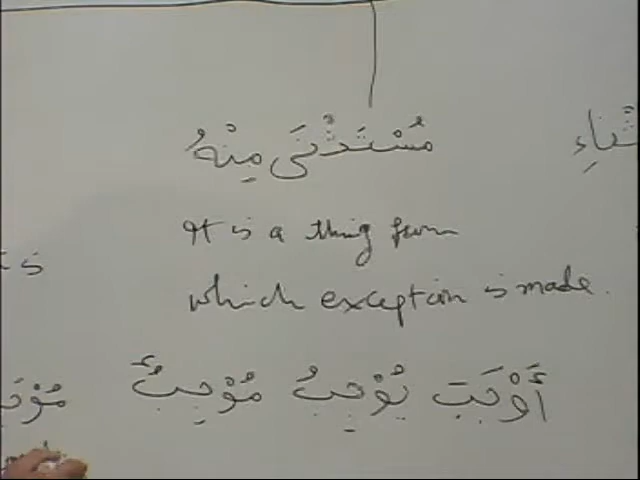 مُسْتَثْنَى مِنْهُ
It is a thing from
which exception is made.
أَوْجَبَ يُوْجِبُ مُوْجِبٌ